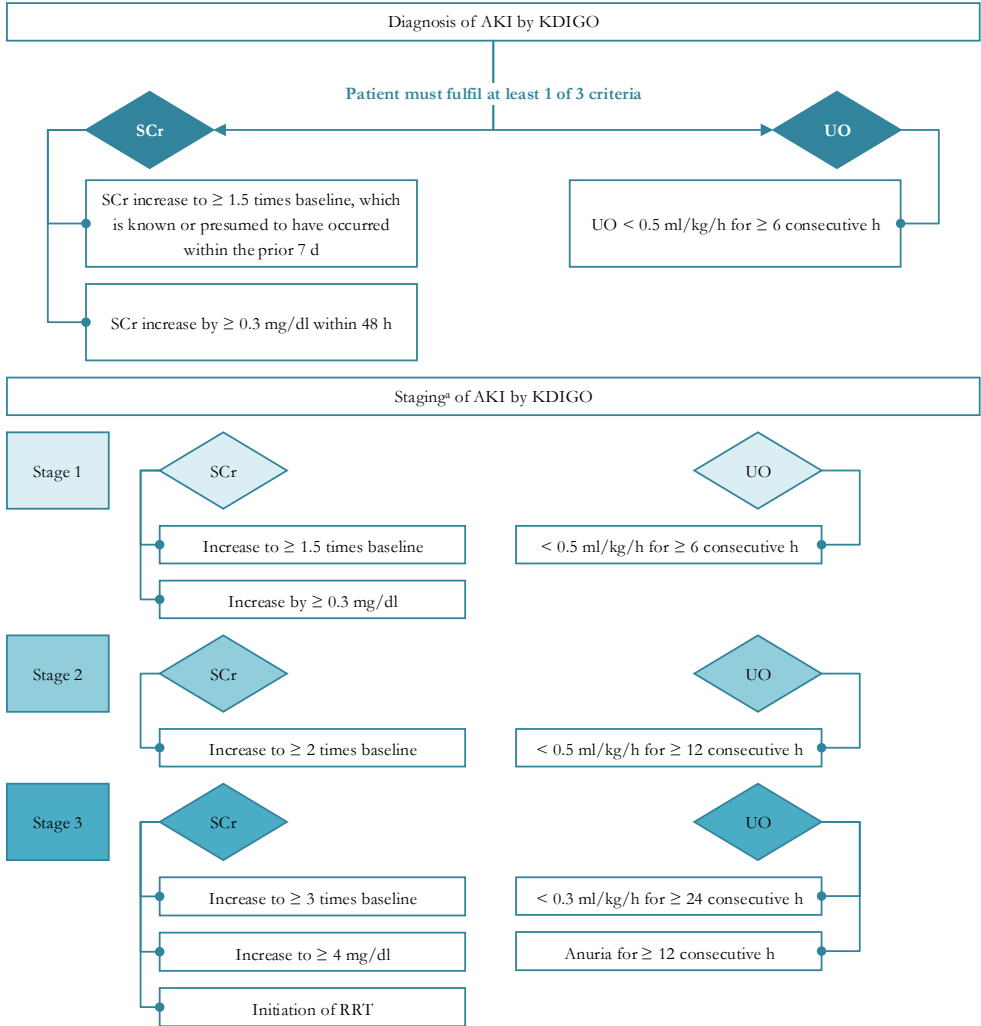 Diagnosis of AKI by KDIGO
Patient must fulfil at least 1 of 3 criteria
SCr
UO
SCr increase to ≥ 1.5 times baseline, which
is known or presumed to have occurred
within the prior 7 d
UO < 0.5 ml/kg/h for ≥ 6 consecutive h
SCr increase by ≥ 0.3 mg/dl within 48 h
Stagingᵃ of AKI by KDIGO
Stage 1
SCr
UO
Increase to ≥ 1.5 times baseline
< 0.5 ml/kg/h for ≥ 6 consecutive h
Increase by ≥ 0.3 mg/dl
Stage 2
SCr
UO
Increase to ≥ 2 times baseline
< 0.5 ml/kg/h for ≥ 12 consecutive h
Stage 3
SCr
UO
Increase to ≥ 3 times baseline
< 0.3 ml/kg/h for ≥ 24 consecutive h
Increase to ≥ 4 mg/dl
Anuria for ≥ 12 consecutive h
Initiation of RRT